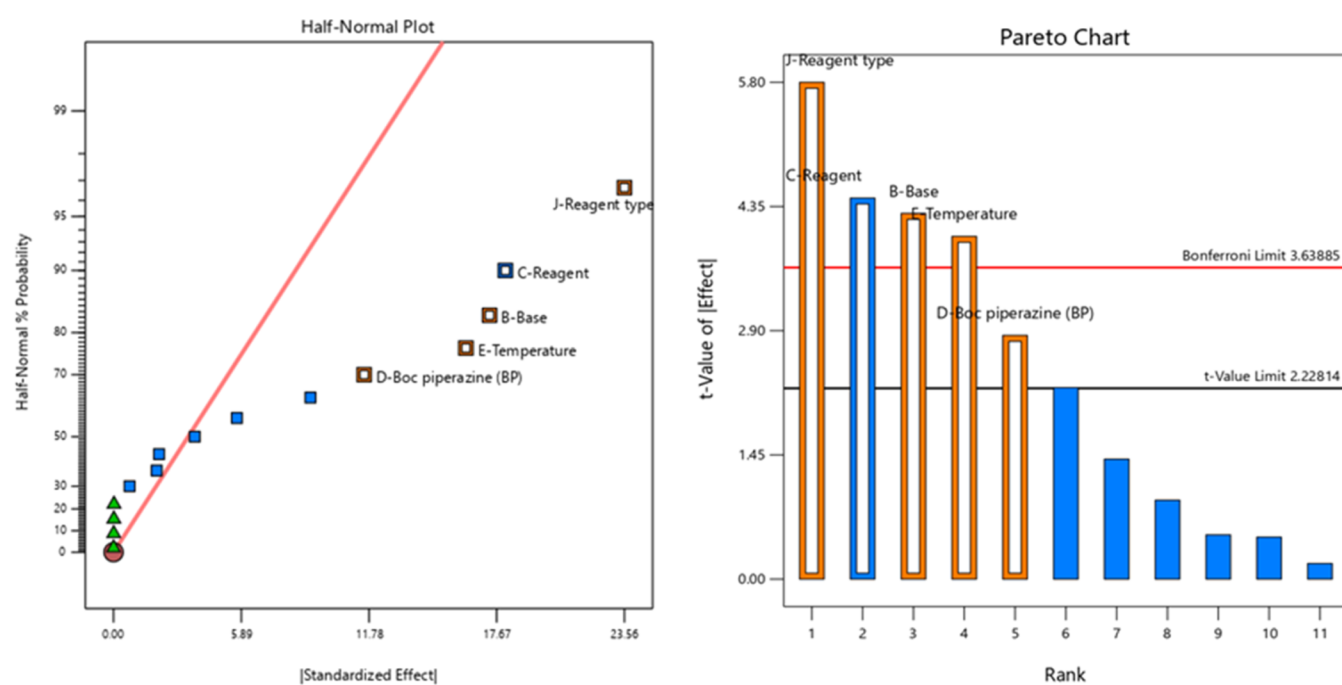 Half-Normal Plot
Half-Normal % Probability
99
95
90
80
70
50
30
20
10
0
J-Reagent type
C-Reagent
B-Base
E-Temperature
D-Boc piperazine (BP)
0.00 5.89 11.78 17.67 23.56
|Standardized Effect|
Pareto Chart
t-Value of |Effect|
5.80
4.35
2.90
1.45
0.00
J-Reagent type
C-Reagent
B-Base
E-Temperature
Bonferroni Limit 3.63885
D-Boc piperazine (BP)
t-Value Limit 2.22814
1 2 3 4 5 6 7 8 9 10 11
Rank